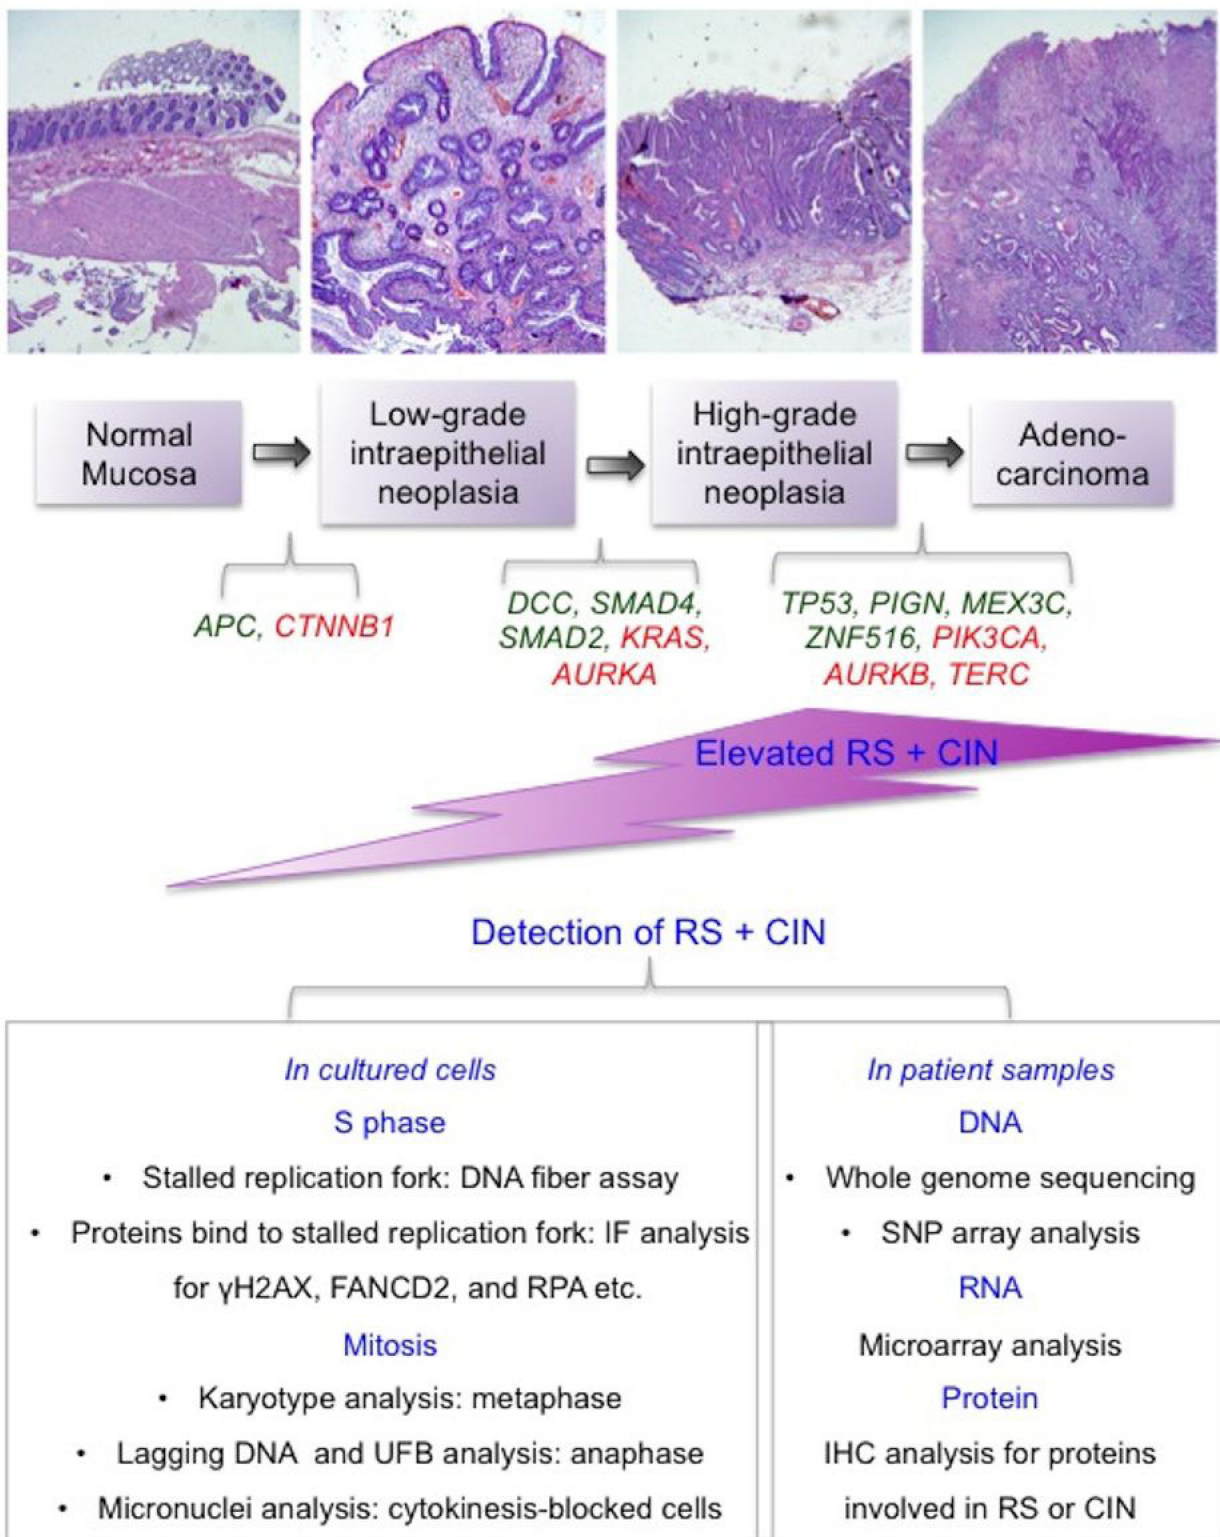 Normal
Mucosa
Low-grade
intraepithelial
neoplasia
High-grade
intraepithelial
neoplasia
Adeno-
carcinoma
APC, CTNNB1
DCC, SMAD4,
SMAD2, KRAS,
AURKA
TP53, PIGN, MEX3C,
ZNF516, PIK3CA,
AURKB, TERC
Elevated RS + CIN
Detection of RS + CIN
In cultured cells
S phase
• Stalled replication fork: DNA fiber assay
• Proteins bind to stalled replication fork: IF analysis
for γH2AX, FANCD2, and RPA etc.
Mitosis
• Karyotype analysis: metaphase
• Lagging DNA and UFB analysis: anaphase
• Micronuclei analysis: cytokinesis-blocked cells
In patient samples
DNA
• Whole genome sequencing
• SNP array analysis
RNA
Microarray analysis
Protein
IHC analysis for proteins
involved in RS or CIN